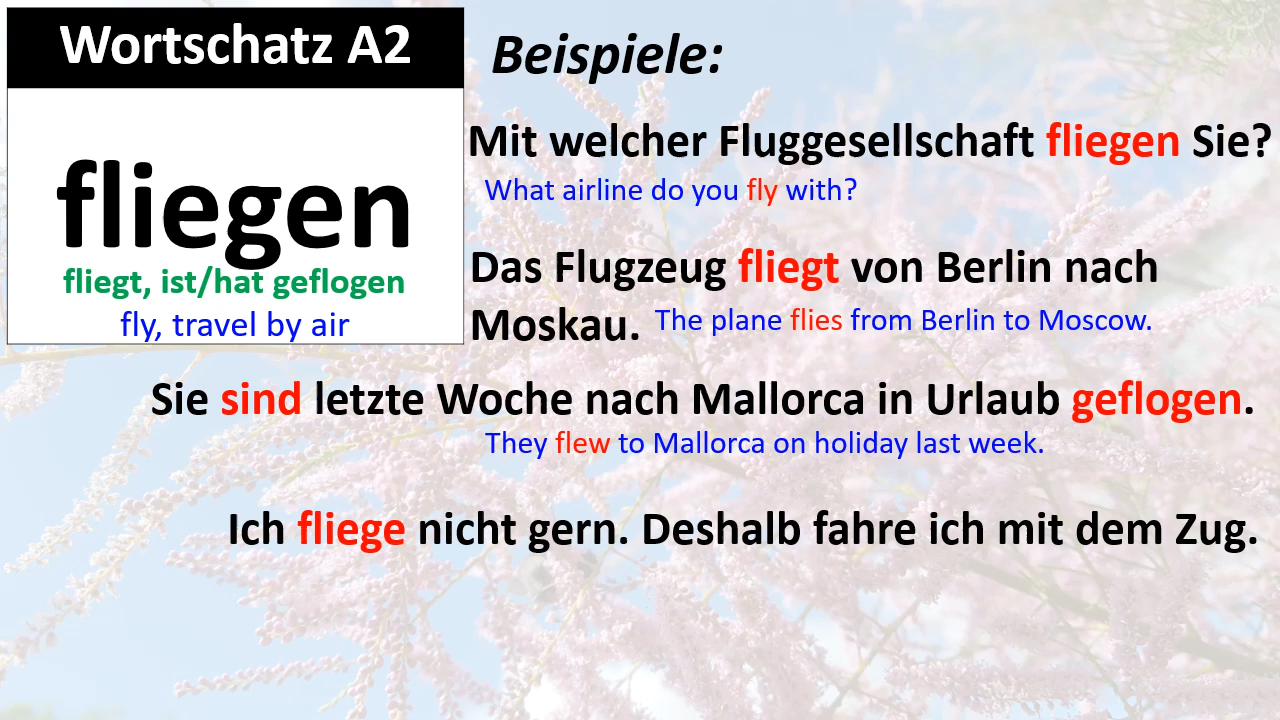 Wortschatz A2
fliegen
fliegt, ist/hat geflogen
fly, travel by air
Beispiele:
Mit welcher Fluggesellschaft fliegen Sie?
What airline do you fly with?
Das Flugzeug fliegt von Berlin nach
Moskau. The plane flies from Berlin to Moscow.
Sie sind letzte Woche nach Mallorca in Urlaub geflogen.
They flew to Mallorca on holiday last week.
Ich fliege nicht gern. Deshalb fahre ich mit dem Zug.